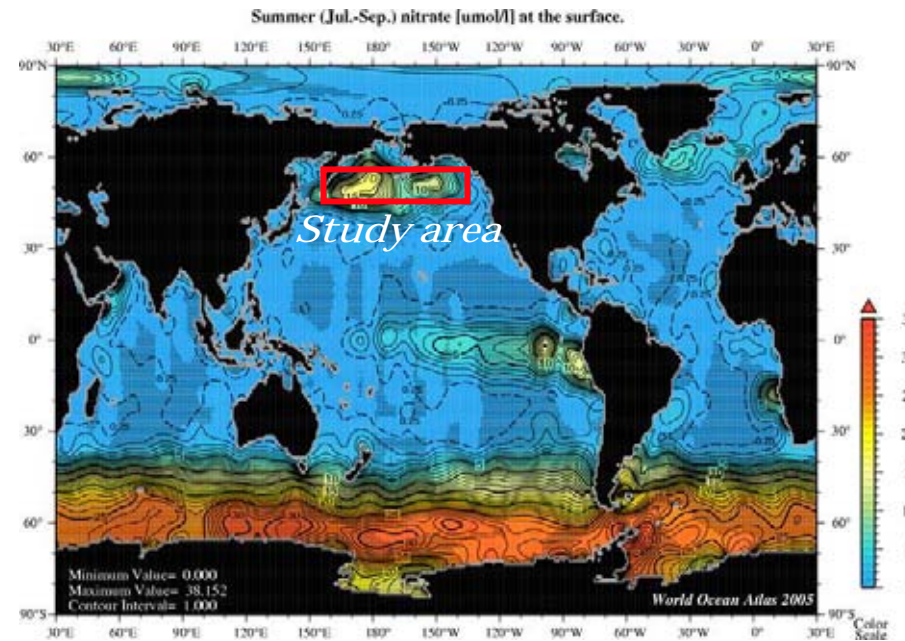 Summer (Jul.-Sep.) nitrate [umol/l] at the surface.
30°E 60°E 90°E 120°E 150°E 180° 150°W 120°W 90°W 60°W 30°W 0° 30°E
90°N 90°N
60° 60°
Study area
30° 30°
0° 0°
30° 30°
60° 60°
Minimum Value= 0.000
Maximum Value= 38.152
Contour Interval= 1.000
World Ocean Atlas 2005
90°S 90°S
30°E 60°E 90°E 120°E 150°E 180° 150°W 120°W 90°W 60°W 30°W 0° 30°E
Color
Scale